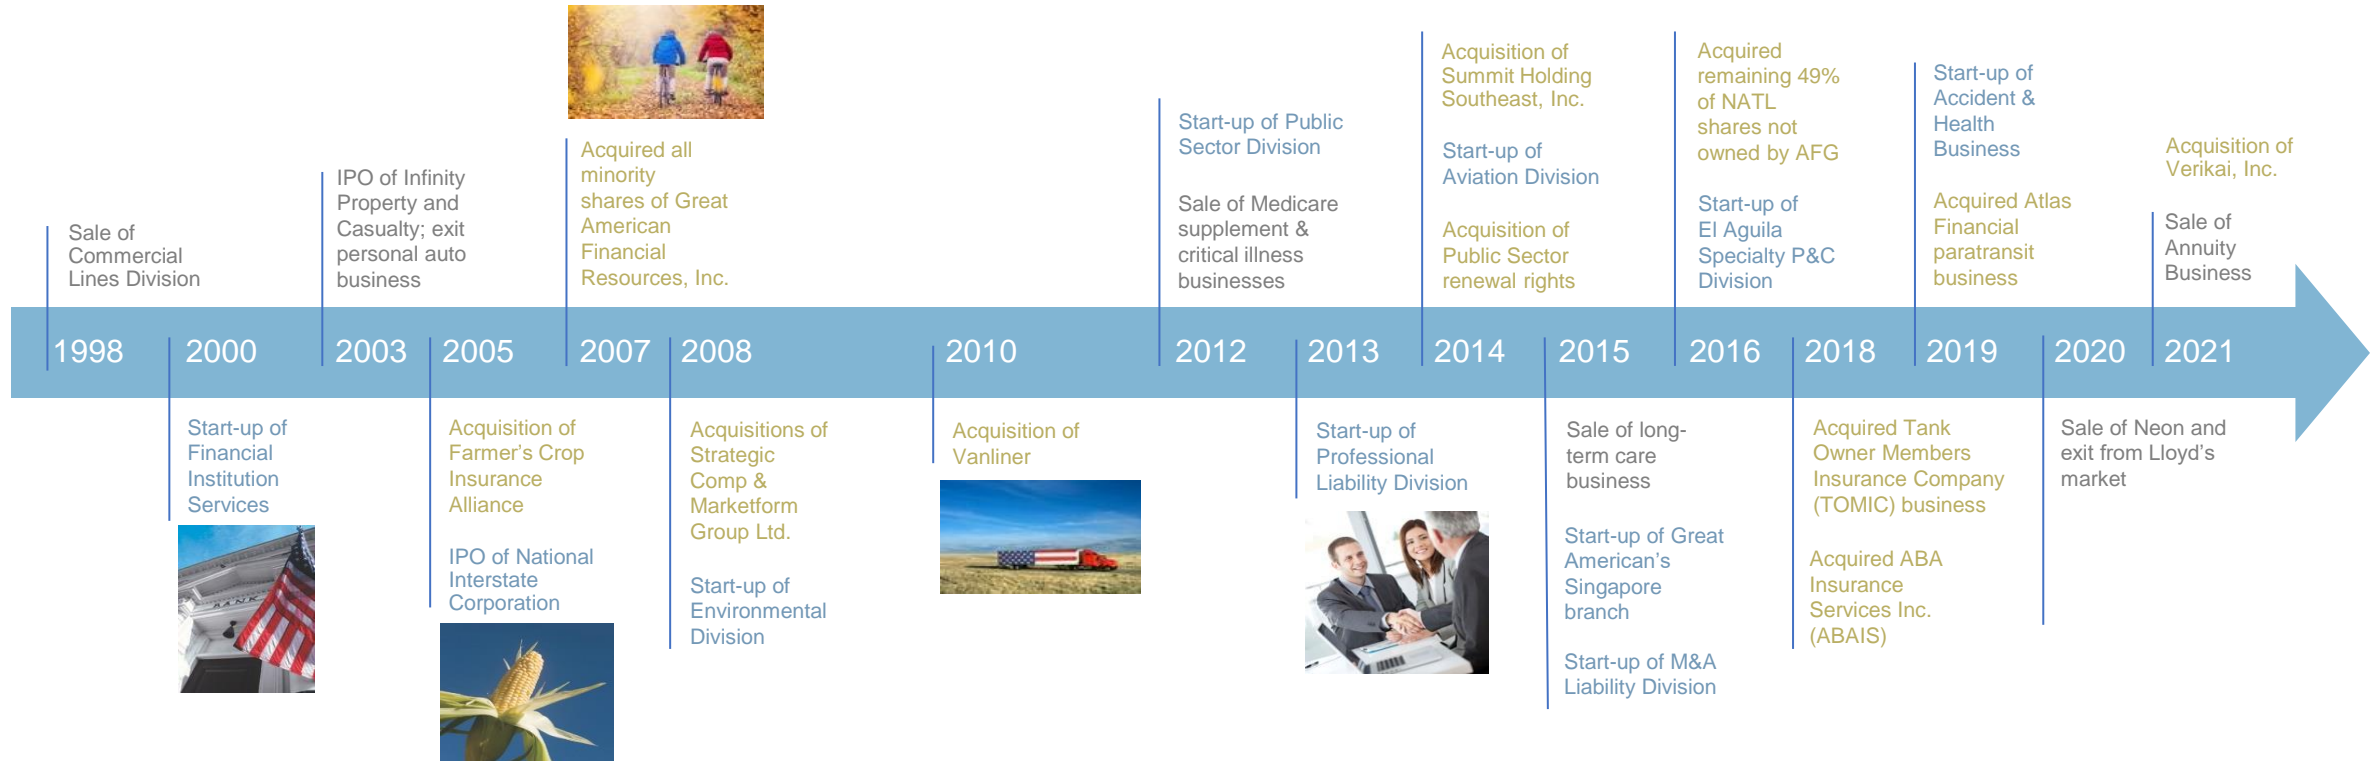 Sale of
Commercial
Lines Division
IPO of Infinity
Property and
Casualty; exit
personal auto
business
Acquired all
minority
shares of Great
American
Financial
Resources, Inc.
Start-up of Public
Sector Division
Sale of Medicare
supplement &
critical illness
businesses
Acquisition of
Summit Holding
Southeast, Inc.
Start-up of
Aviation Division
Acquisition of
Public Sector
renewal rights
Acquired
remaining 49%
of NATL
shares not
owned by AFG
Start-up of
El Aguila
Specialty P&C
Division
Start-up of
Accident &
Health
Business
Acquired Atlas
Financial
paratransit
business
Acquisition of
Verikai, Inc.
Sale of
Annuity
Business
1998 2000 2003 2005 2007 2008 2010 2012 2013 2014 2015 2016 2018 2019 2020 2021
Start-up of
Financial
Institution
Services
BANK
Acquisition of
Farmer's Crop
Insurance
Alliance
IPO of National
Interstate
Corporation
Acquisitions of
Strategic
Comp &
Marketform
Group Ltd.
Start-up of
Environmental
Division
Acquisition of
Vanliner
Start-up of
Professional
Liability Division
Sale of long-
term care
business
Start-up of Great
American's
Singapore
branch
Start-up of M&A
Liability Division
Acquired Tank
Owner Members
Insurance Company
(TOMIC) business
Acquired ABA
Insurance
Services Inc.
(ABAIS)
Sale of Neon and
exit from Lloyd's
market